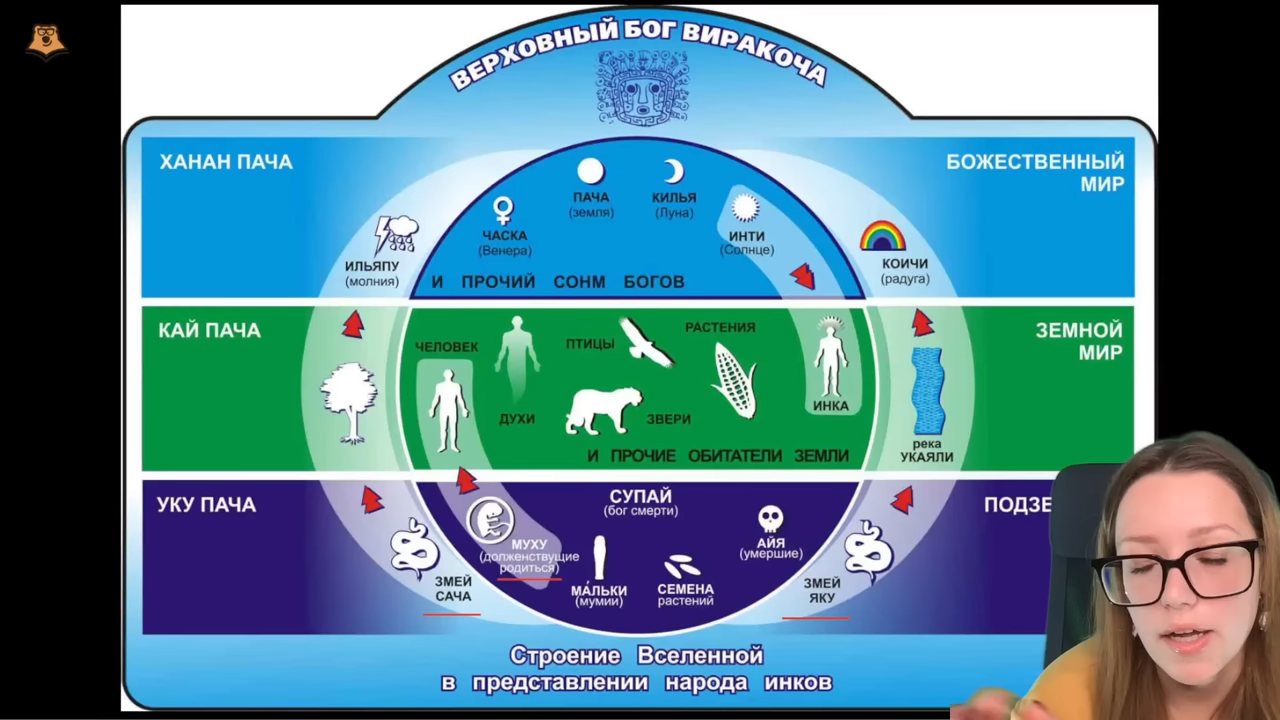 ВЕРХОВНЫЙ БОГ ВИРАКОЧА
ХАНАН ПАЧА
БОЖЕСТВЕННЫЙ
МИР
ПАЧА
(земля)
КИЛЬЯ
(Луна)
ЧАСКА
(Венера)
ИНТИ
(Солнце)
ИЛЬЯПУ
(молния)
КОИЧИ
(радуга)
И ПРОЧИЙ СОНМ БОГОВ
КАЙ ПАЧА
ЗЕМНОЙ
МИР
ЧЕЛОВЕК
ПТИЦЫ
РАСТЕНИЯ
ДУХИ
ЗВЕРИ
ИНКА
И ПРОЧИЕ ОБИТАТЕЛИ ЗЕМЛИ
река
УКАЯЛИ
УКУ ПАЧА
СУПАЙ
(бог смерти)
МУХУ
(долженствущие
родиться)
АЙЯ
(умершие)
ЗМЕЙ
САЧА
МА́ЛЬКИ
(мумии)
СЕМЕНА
растений
ЗМЕЙ
ЯКУ
Строение Вселенной
в представлении народа инков